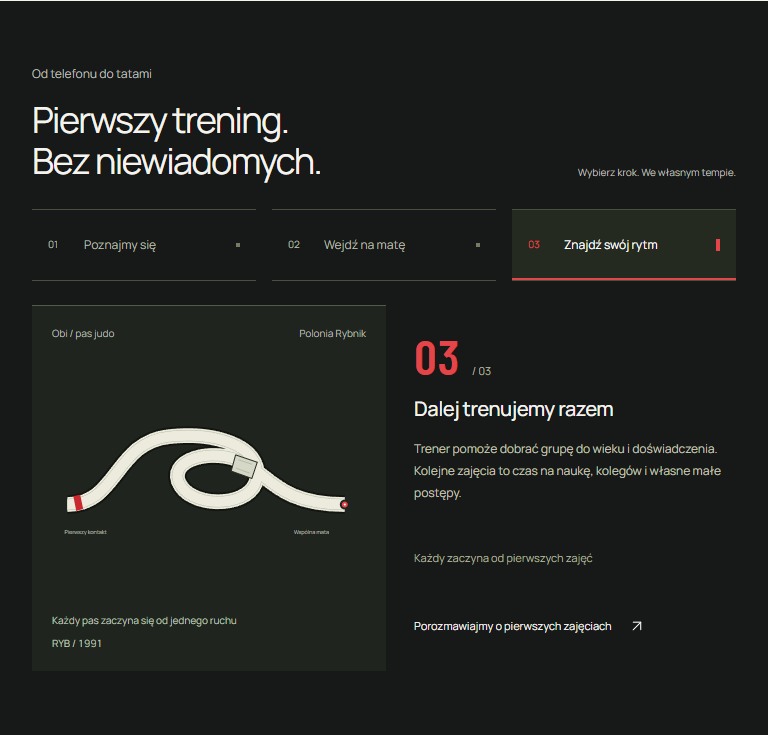 Od telefonu do tatami
Pierwszy trening.
Bez niewiadomych.
Wybierz krok. We własnym tempie.
01 Poznajmy się
02 Wejdź na matę
03 Znajdź swój rytm
Obi / pas judo
Polonia Rybnik
Pierwszy kontakt
Wspólna mata
Każdy pas zaczyna się od jednego ruchu
RYB / 1991
03 / 03
Dalej trenujemy razem
Trener pomoże dobrać grupę do wieku i doświadczenia.
Kolejne zajęcia to czas na naukę, kolegów i własne małe
postępy.
Każdy zaczyna od pierwszych zajęć
Porozmawiajmy o pierwszych zajęciach